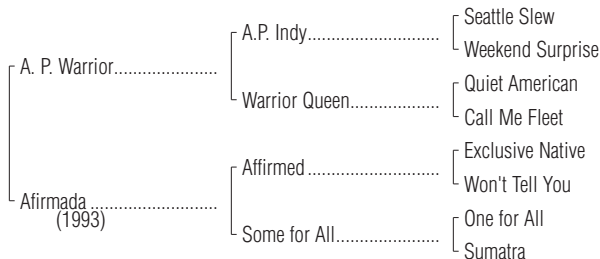 Seattle Slew
A.P. Indy
Weekend Surprise
A. P. Warrior
Quiet American
Warrior Queen
Call Me Fleet
Exclusive Native
Affirmed
Won't Tell You
Afirmada
(1993)
One for All
Some for All
Sumatra